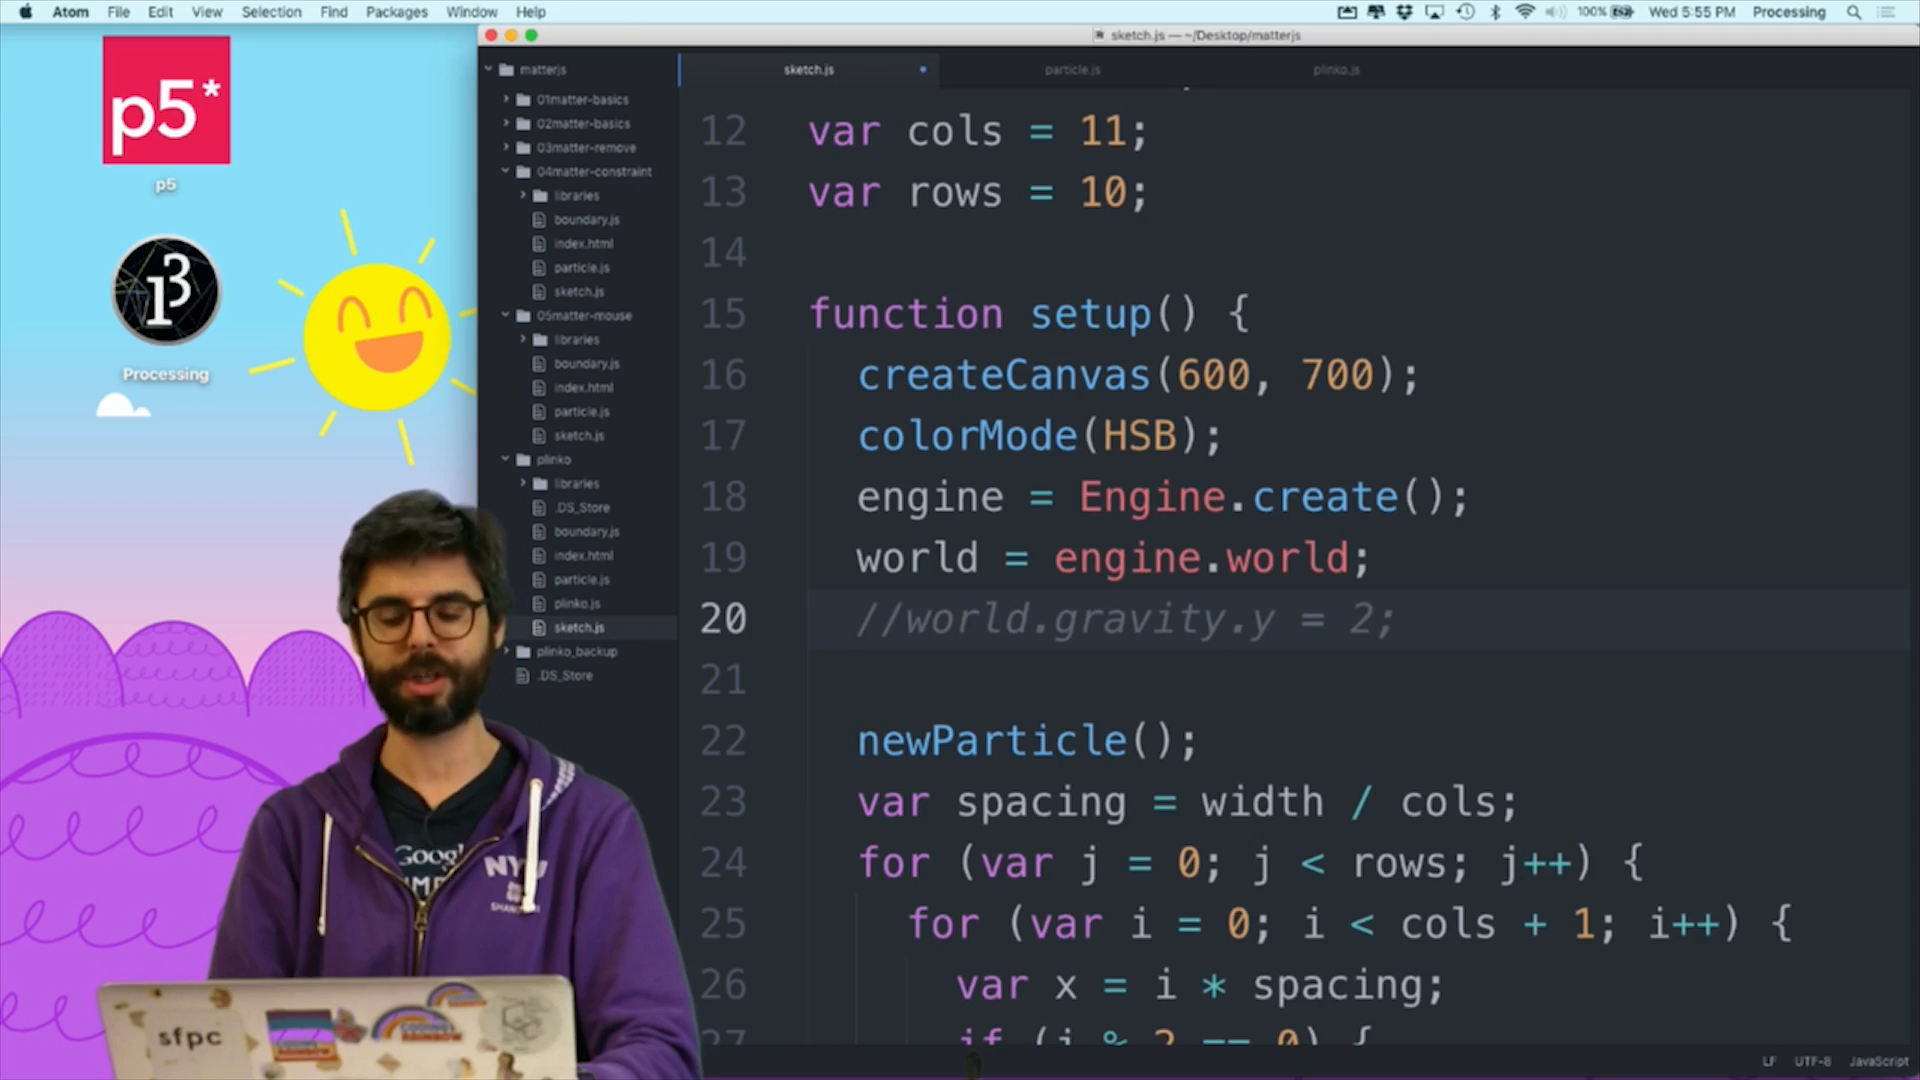 Atom File Edit View Selection Find Packages Window Help
100% Wed 5:55 PM Processing
sketch.js — ~/Desktop/matterjs
p5*
p5
Processing
matterjs
01matter-basics
02matter-basics
03matter-remove
04matter-constraint
libraries
boundary.js
index.html
particle.js
sketch.js
05matter-mouse
libraries
boundary.js
index.html
particle.js
sketch.js
plinko
libraries
.DS_Store
boundary.js
index.html
particle.js
plinko.js
sketch.js
plinko_backup
.DS_Store
sketch.js particle.js plinko.js
12 var cols = 11;
13 var rows = 10;
14
15 function setup() {
16 createCanvas(600, 700);
17 colorMode(HSB);
18 engine = Engine.create();
19 world = engine.world;
20 //world.gravity.y = 2;
21
22 newParticle();
23 var spacing = width / cols;
24 for (var j = 0; j < rows; j++) {
25 for (var i = 0; i < cols + 1; i++) {
26 var x = i * spacing;
27 if (j % 2 == 0) {
LF UTF-8 JavaScript
NYU
sfpc